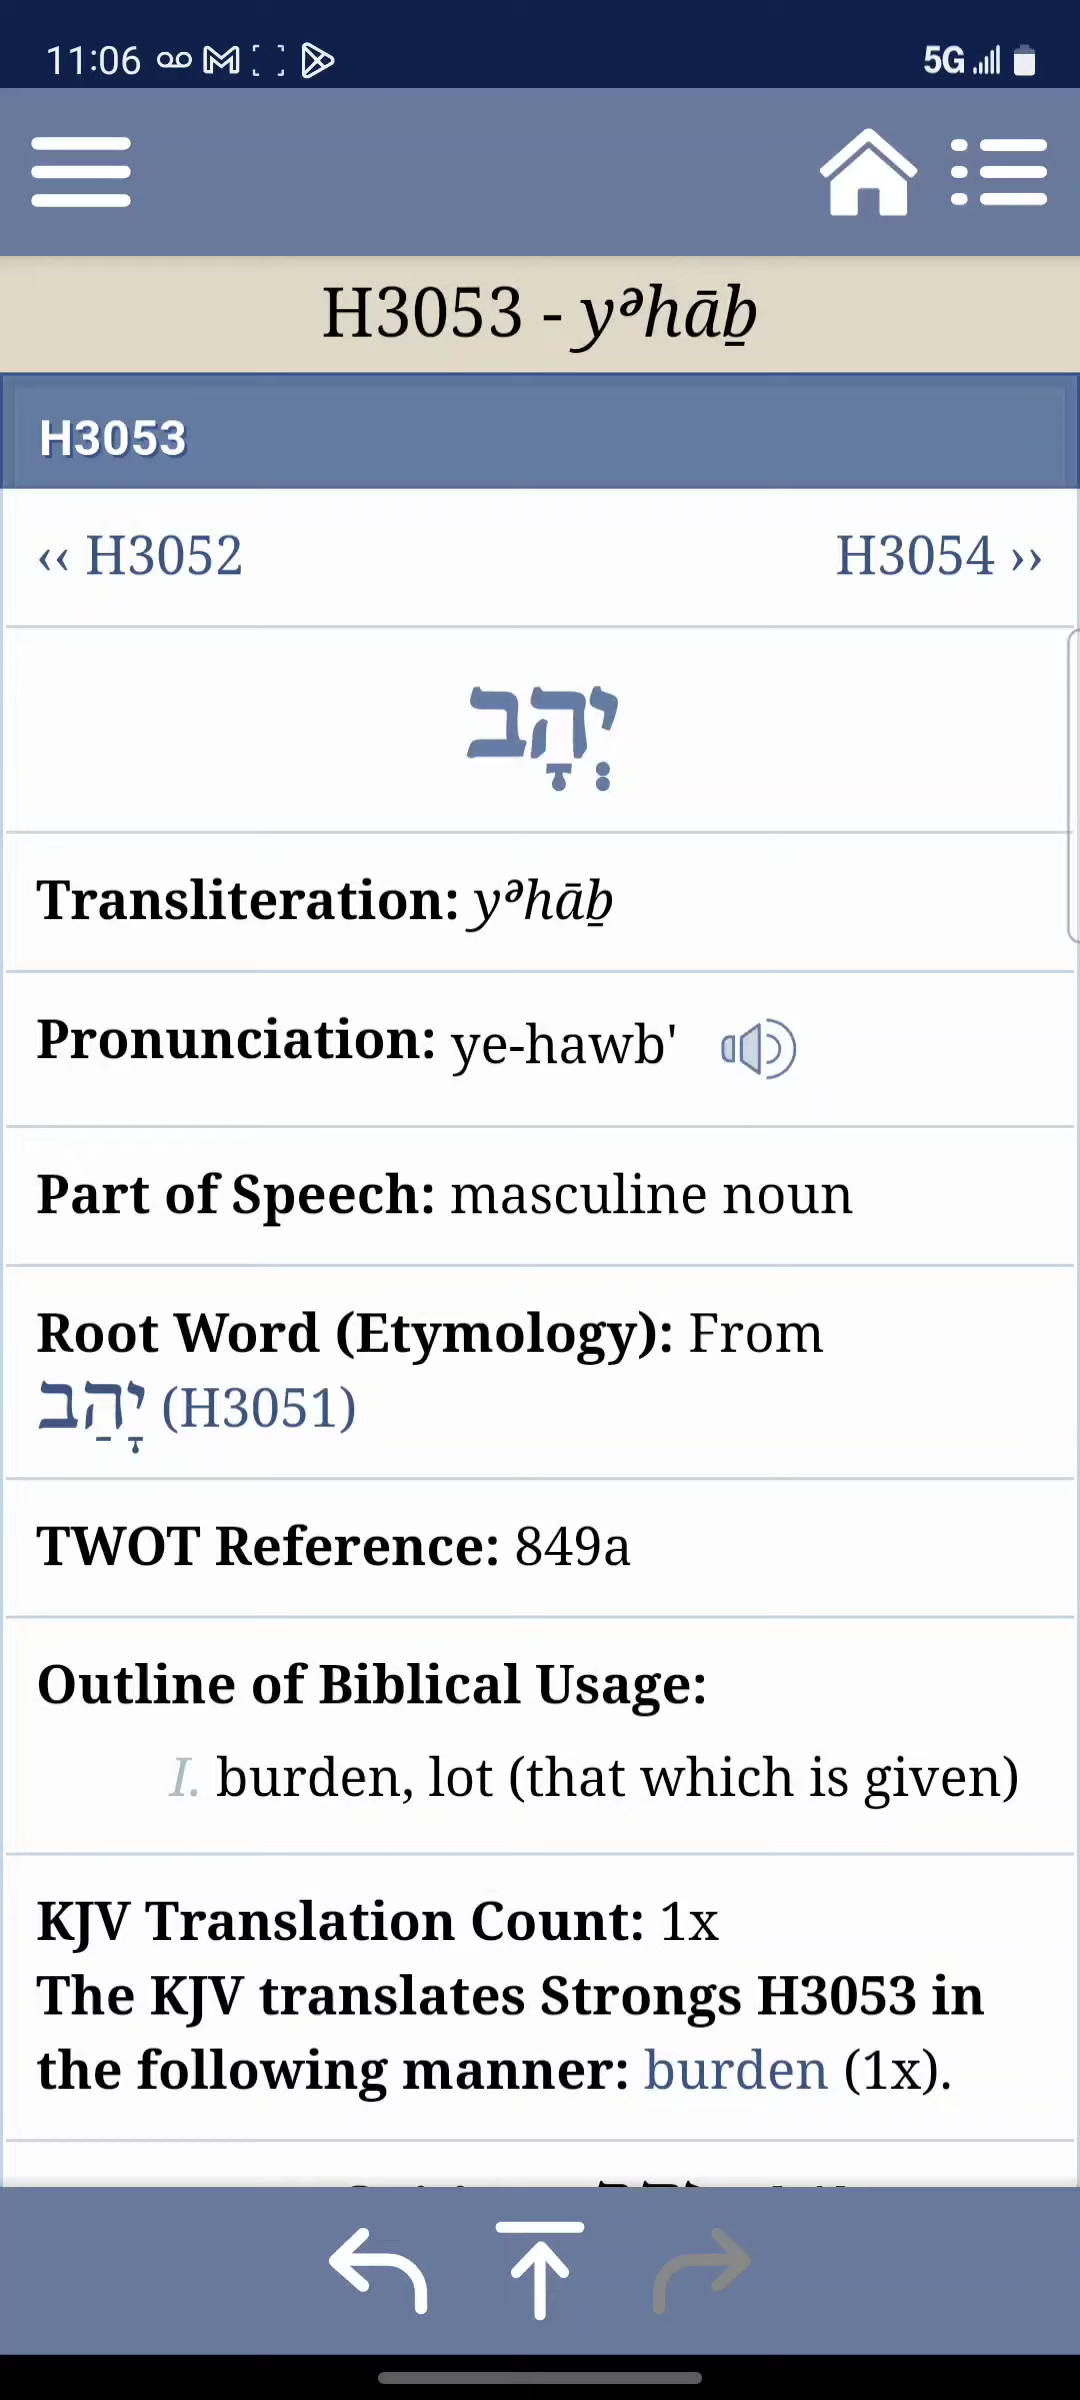 11:06
5G
H3053 - yᵊhāḇ
H3053
‹‹ H3052
H3054 ››
יְהָב
Transliteration: yᵊhāḇ
Pronunciation: ye-hawb'
Part of Speech: masculine noun
Root Word (Etymology): From
יָהַב (H3051)
TWOT Reference: 849a
Outline of Biblical Usage:
I. burden, lot (that which is given)
KJV Translation Count: 1x
The KJV translates Strongs H3053 in
the following manner: burden (1x).